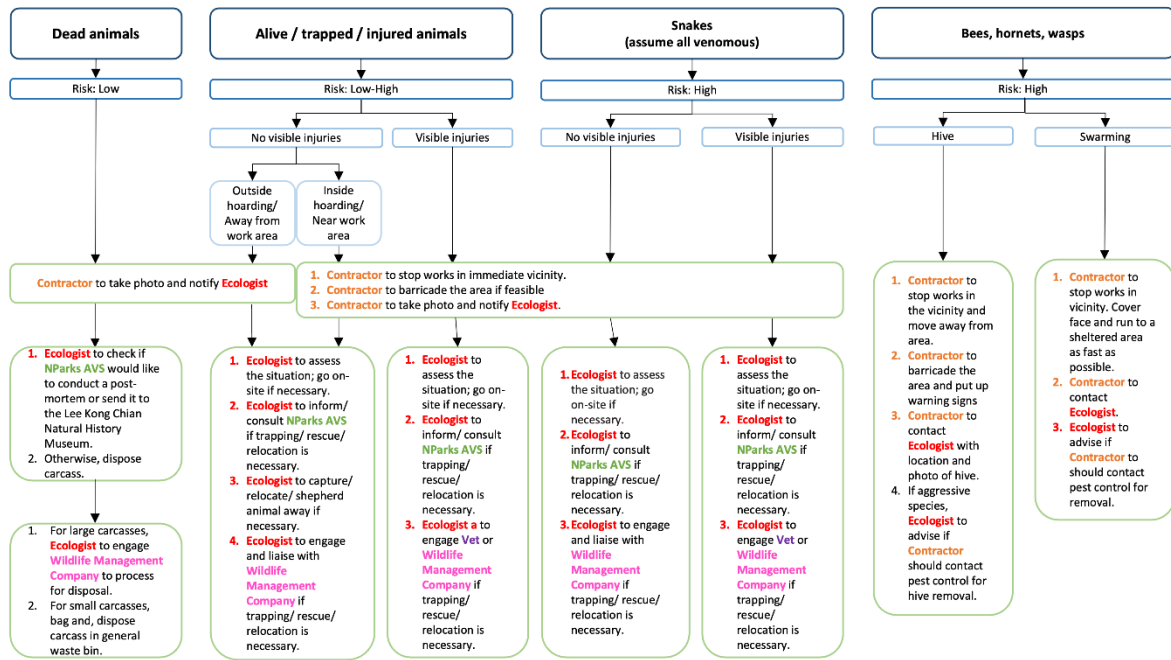 Dead animals
Alive / trapped / injured animals
Snakes
(assume all venomous)
Bees, hornets, wasps
Risk: Low
Risk: Low-High
Risk: High
Risk: High
No visible injuries
Visible injuries
No visible injuries
Visible injuries
Hive
Swarming
Outside
hoarding/
Away from
work area
Inside
hoarding/
Near work
area
Contractor to take photo and notify Ecologist
1. Contractor to stop works in immediate vicinity.
2. Contractor to barricade the area if feasible
3. Contractor to take photo and notify Ecologist.
1. Ecologist to check if
NParks AVS would like
to conduct a post-
mortem or send it to
the Lee Kong Chian
Natural History
Museum.
2. Otherwise, dispose
carcass.
1. For large carcasses,
Ecologist to engage
Wildlife Management
Company to process
for disposal.
2. For small carcasses,
bag and, dispose
carcass in general
waste bin.
1. Ecologist to assess
the situation; go on-
site if necessary.
2. Ecologist to inform/
consult NParks AVS
if trapping/ rescue/
relocation is
necessary.
3. Ecologist to capture/
relocate/ shepherd
animal away if
necessary.
4. Ecologist to engage
and liaise with
Wildlife
Management
Company if
trapping/ rescue/
relocation is
necessary.
1. Ecologist to
assess the
situation; go on-
site if necessary.
2. Ecologist to
inform/ consult
NParks AVS if
trapping/
rescue/
relocation is
necessary.
3. Ecologist a to
engage Vet or
Wildlife
Management
Company if
trapping/
rescue/
relocation is
necessary.
1. Ecologist to assess
the situation; go
on-site if
necessary.
2. Ecologist to
inform/ consult
NParks AVS if
trapping/ rescue/
relocation is
necessary.
3. Ecologist to engage
and liaise with
Wildlife
Management
Company if
trapping/ rescue/
relocation is
necessary.
1. Ecologist to
assess the
situation; go on-
site if necessary.
2. Ecologist to
inform/ consult
NParks AVS if
trapping/
rescue/
relocation is
necessary.
3. Ecologist to
engage Vet or
Wildlife
Management
Company if
trapping/
rescue/
relocation is
necessary.
1. Contractor to
stop works in
the vicinity and
move away from
area.
2. Contractor to
barricade the
area and put up
warning signs
3. Contractor to
contact
Ecologist with
location and
photo of hive.
4. If aggressive
species,
Ecologist to
advise if
Contractor
should contact
pest control for
hive removal.
1. Contractor to
stop works in
vicinity. Cover
face and run to a
sheltered area
as fast as
possible.
2. Contractor to
contact
Ecologist.
3. Ecologist to
advise if
Contractor to
should contact
pest control for
removal.